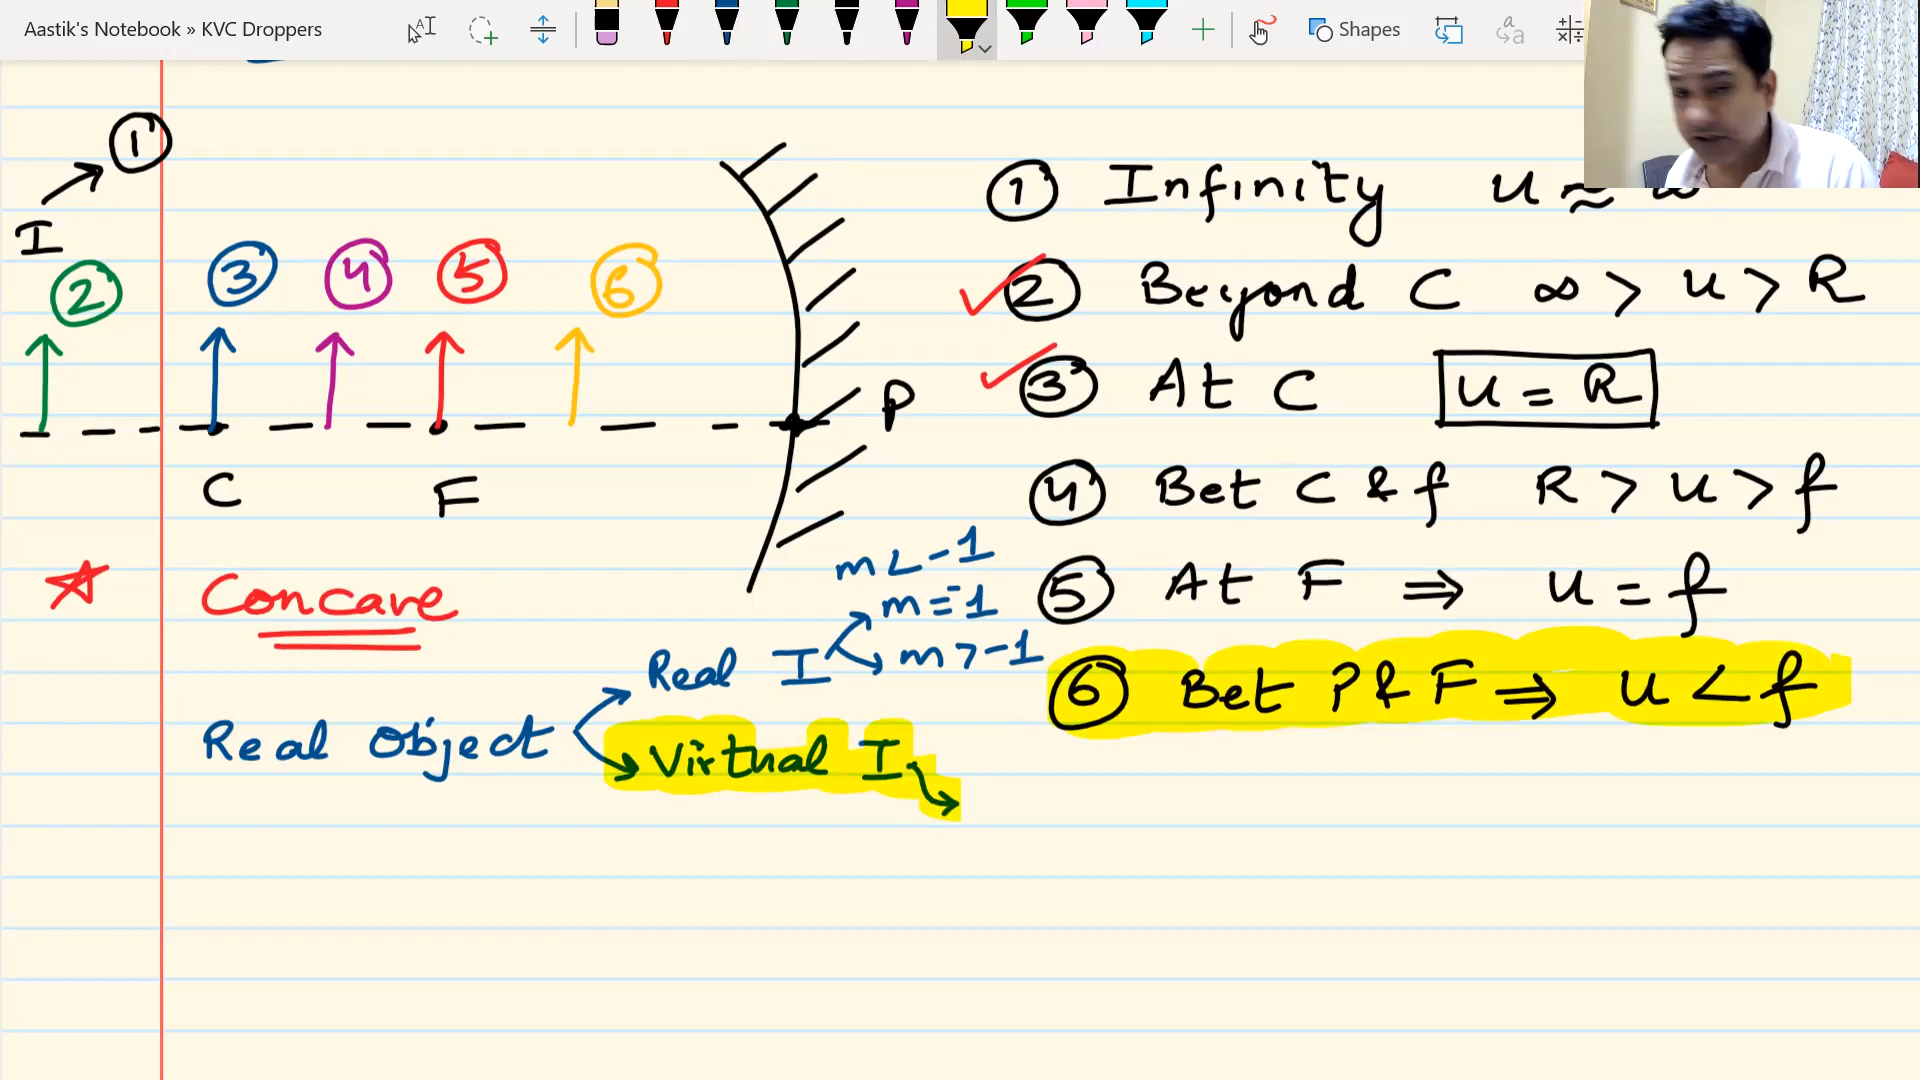 Aastik's Notebook » KVC Droppers
Shapes
1
I
2
3
4
5
6
P
C
F
Concave
Real Object
Real I
m < -1
m = -1
m > -1
Virtual I
1 Infinity u ≈ ∞
2 Beyond C ∞ > u > R
3 At C u = R
4 Bet C & f R > u > f
5 At F ⇒ u = f
6 Bet P & F ⇒ u < f